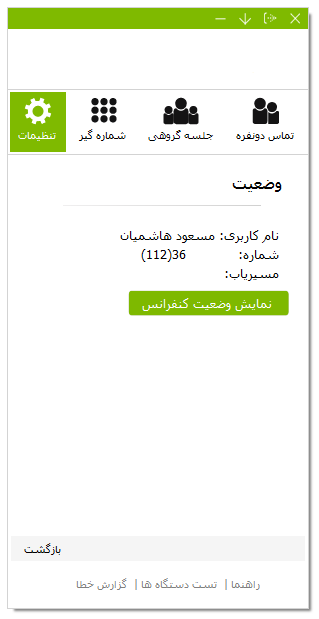 تماس دونفره
جلسه گروهی
شماره گیر
تنظیمات
وضعیت
نام کاربری: مسعود هاشمیان
شماره: 36(112)
مسیریاب:
نمایش وضعیت کنفرانس
بازگشت
راهنما | تست دستگاه ها | گزارش خطا